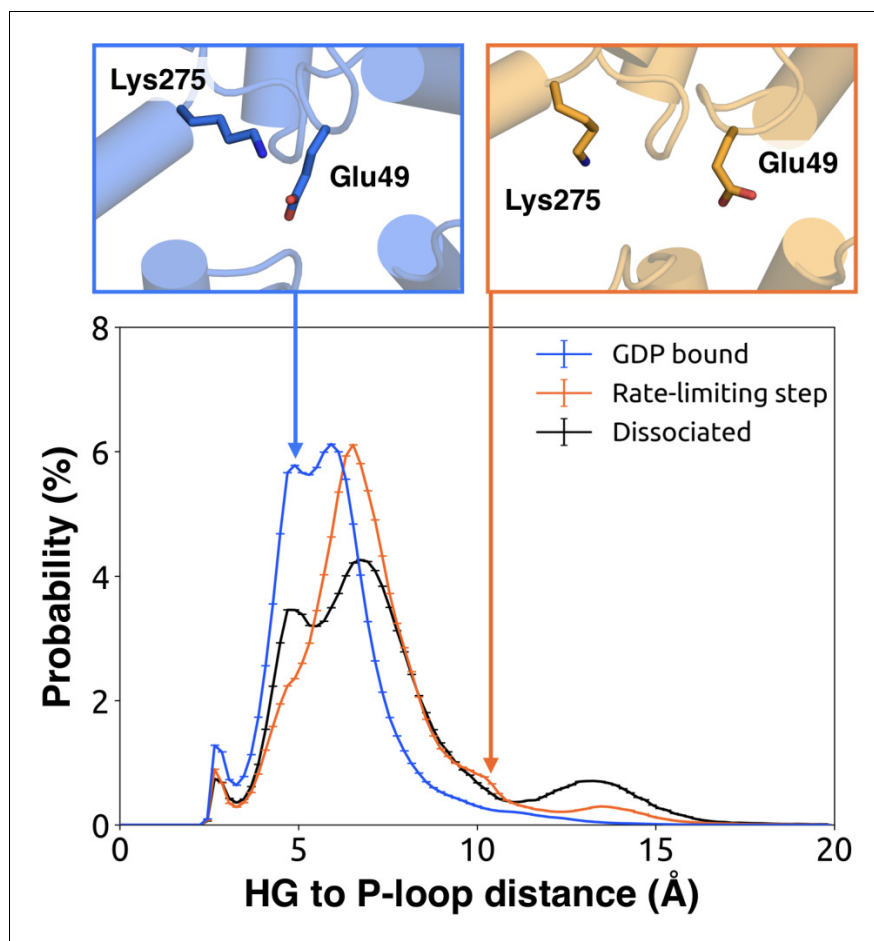 Lys275
Glu49
Lys275
Glu49
8
6
4
2
0
Probability (%)
GDP bound
Rate-limiting step
Dissociated
0 5 10 15 20
HG to P-loop distance (Å)